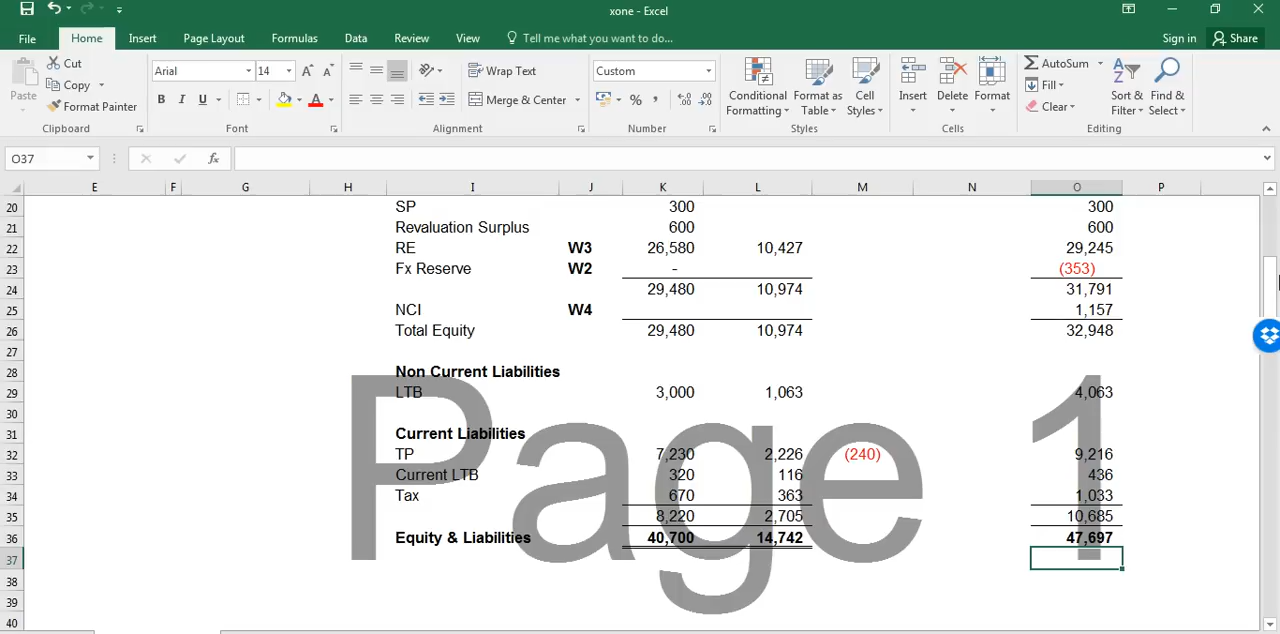 xone - Excel
File Home Insert Page Layout Formulas Data Review View Tell me what you want to do... Sign in Share
Paste Cut Copy Format Painter Clipboard
Arial 14 A A B I U A Font
Wrap Text Merge & Center Alignment
Custom % , Number
Conditional Formatting Format as Table Cell Styles Styles
Insert Delete Format Cells
AutoSum Fill Clear Sort & Filter Find & Select Editing
O37 fx
E F G H I J K L M N O P
20 SP 300 300
21 Revaluation Surplus 600 600
22 RE W3 26,580 10,427 29,245
23 Fx Reserve W2 - (353)
24 29,480 10,974 31,791
25 NCI W4 1,157
26 Total Equity 29,480 10,974 32,948
27
28 Non Current Liabilities
29 LTB 3,000 1,063 4,063
30
31 Current Liabilities
32 TP 7,230 2,226 (240) 9,216
33 Current LTB 320 116 436
34 Tax 670 363 1,033
35 8,220 2,705 10,685
36 Equity & Liabilities 40,700 14,742 47,697
37
38
39
40
Page 1